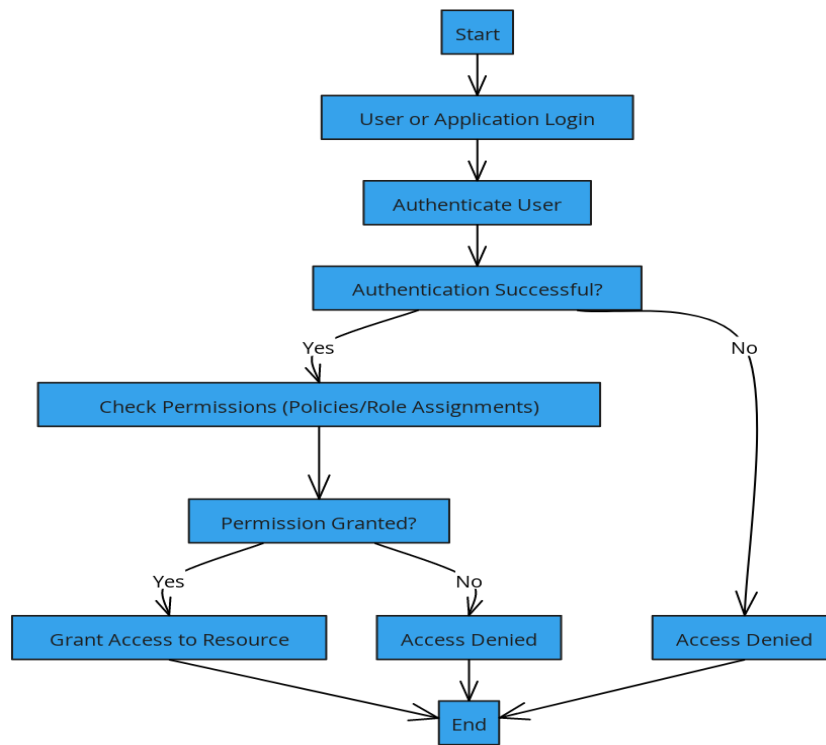 Start
User or Application Login
Authenticate User
Authentication Successful?
Yes
No
Check Permissions (Policies/Role Assignments)
Permission Granted?
Yes
No
Grant Access to Resource
Access Denied
Access Denied
End